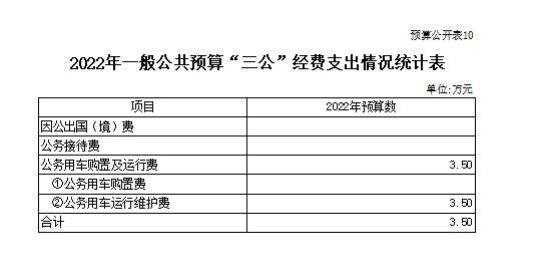 预算公开表10
2022年一般公共预算“三公”经费支出情况统计表
单位:万元
项目 2022年预算数
因公出国（境）费
公务接待费
公务用车购置及运行费 3.50
①公务用车购置费
②公务用车运行维护费 3.50
合计 3.50